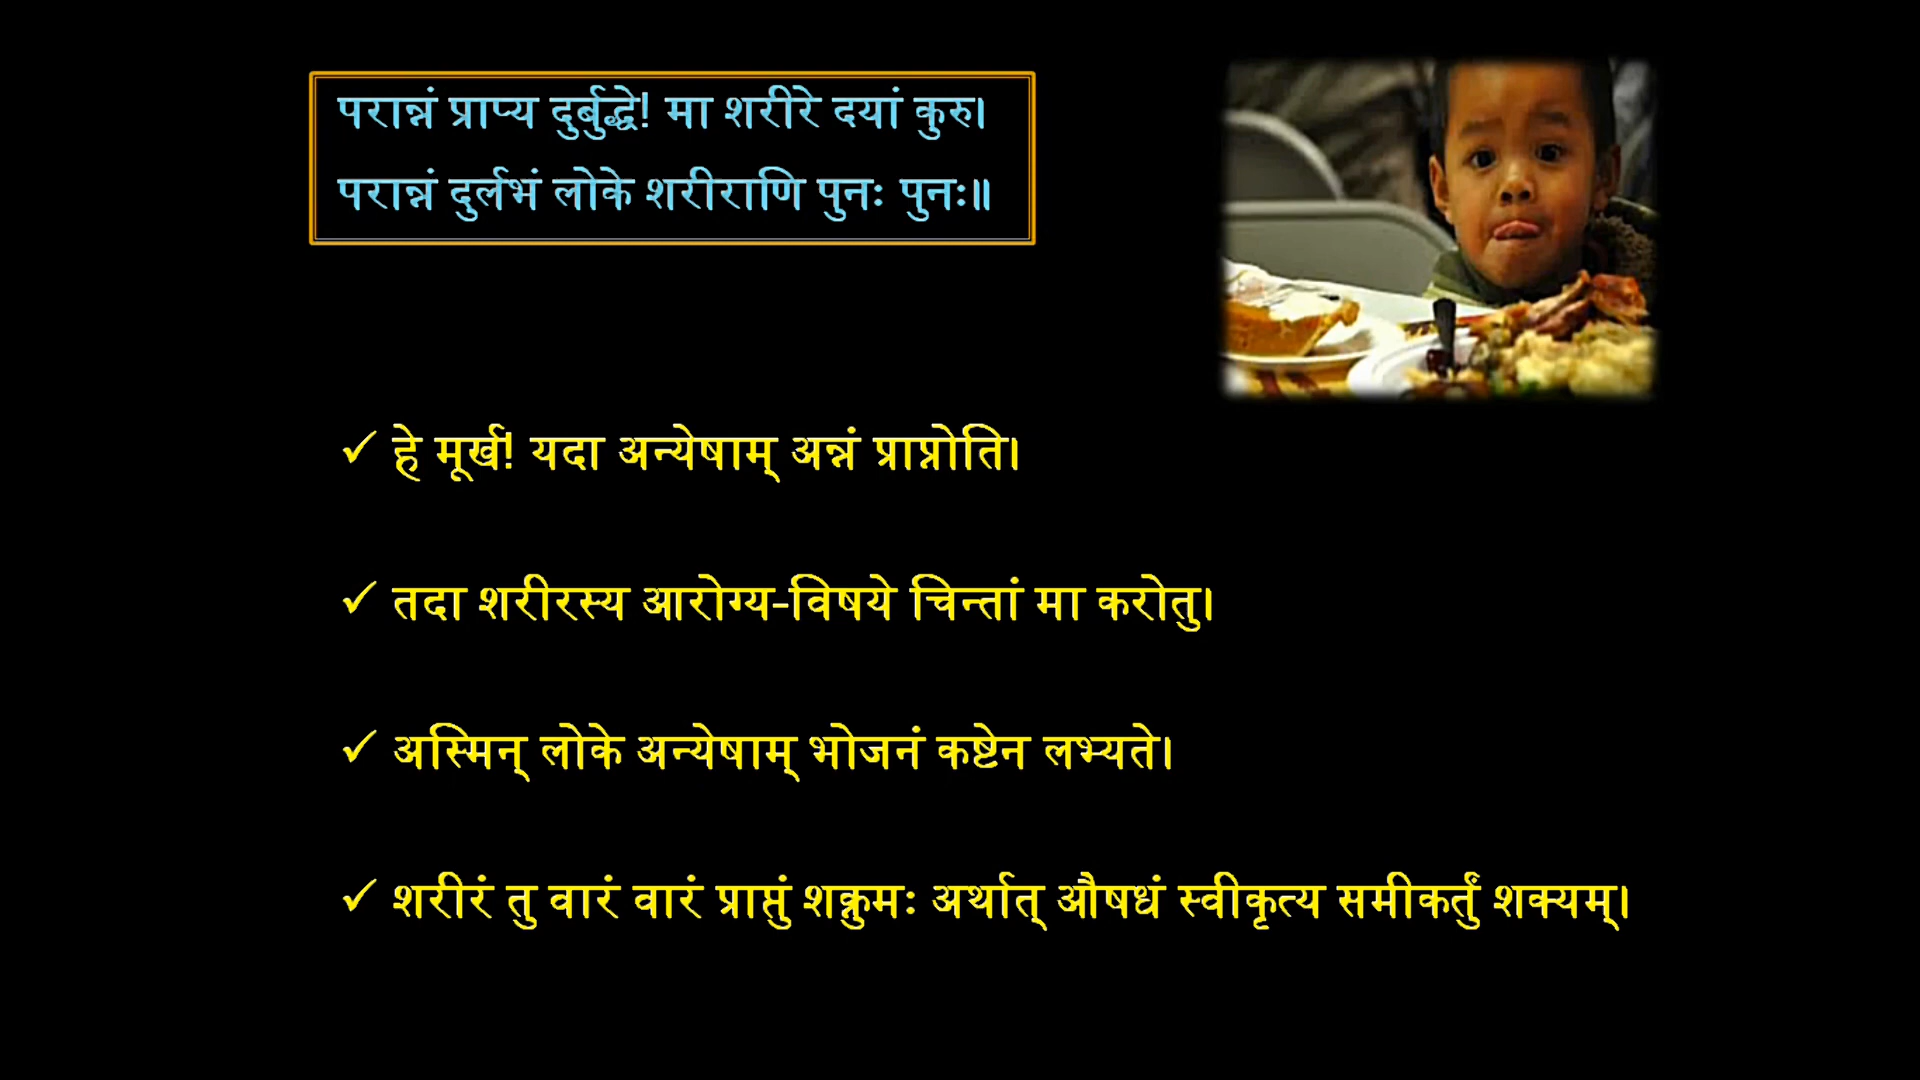 परान्नं प्राप्य दुर्बुद्धे! मा शरीरे दयां कुरु।
परान्नं दुर्लभं लोके शरीराणि पुनः पुनः॥
✓ हे मूर्ख! यदा अन्येषाम् अन्नं प्राप्नोति।
✓ तदा शरीरस्य आरोग्य-विषये चिन्तां मा करोतु।
✓ अस्मिन् लोके अन्येषाम् भोजनं कष्टेन लभ्यते।
✓ शरीरं तु वारं वारं प्राप्तुं शक्नुमः अर्थात् औषधं स्वीकृत्य समीकर्तुं शक्यम्।